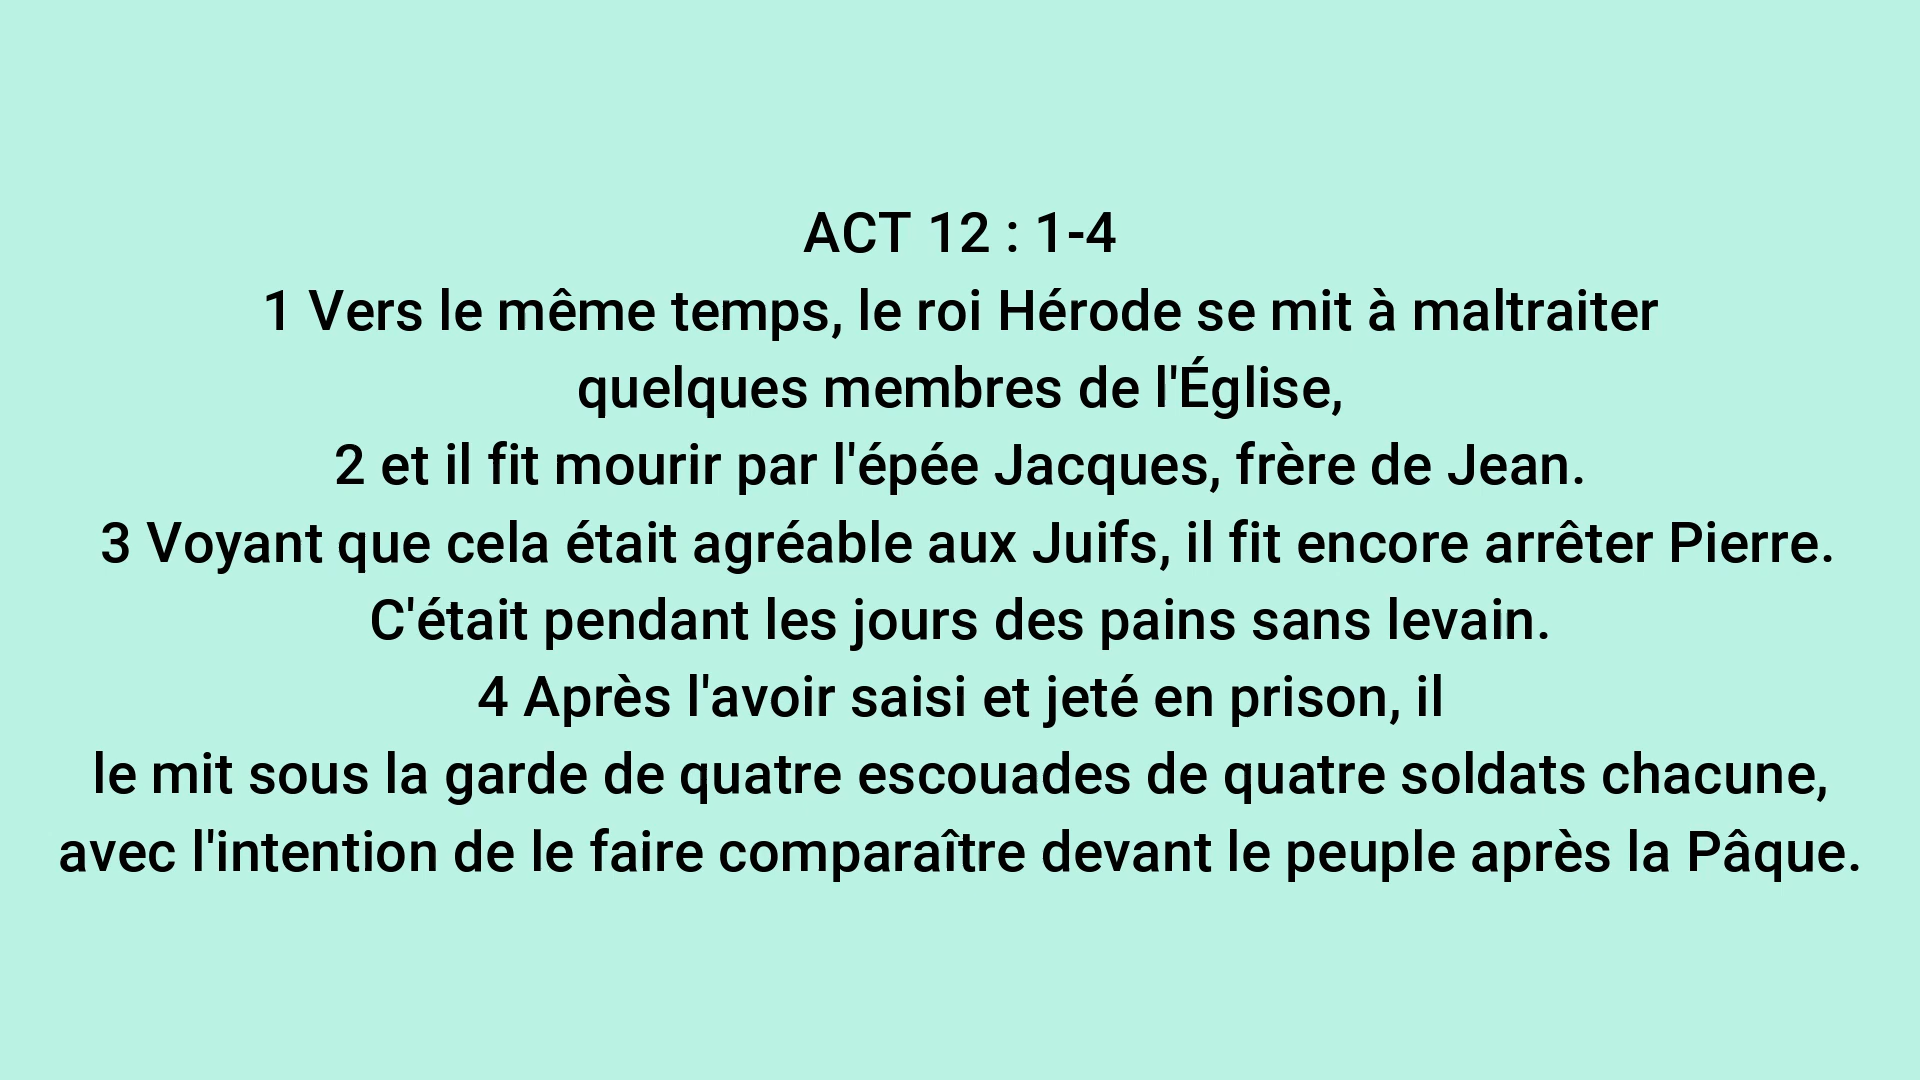 ACT 12 : 1-4
1 Vers le même temps, le roi Hérode se mit à maltraiter
quelques membres de l'Église,
2 et il fit mourir par l'épée Jacques, frère de Jean.
3 Voyant que cela était agréable aux Juifs, il fit encore arrêter Pierre.
C'était pendant les jours des pains sans levain.
4 Après l'avoir saisi et jeté en prison, il
le mit sous la garde de quatre escouades de quatre soldats chacune,
avec l'intention de le faire comparaître devant le peuple après la Pâque.